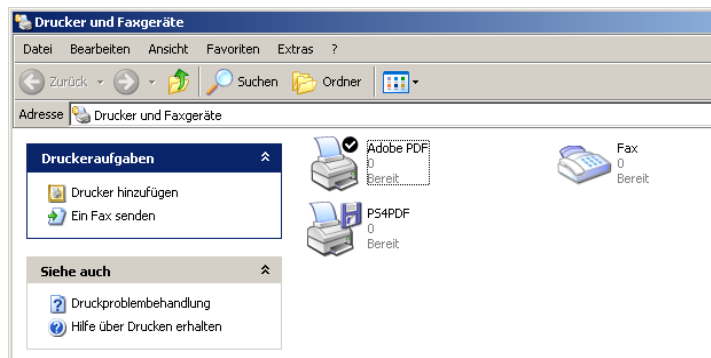 Drucker und Faxgeräte
Datei Bearbeiten Ansicht Favoriten Extras ?
Zurück Suchen Ordner
Adresse Drucker und Faxgeräte
Druckeraufgaben
Drucker hinzufügen
Ein Fax senden
Siehe auch
Druckproblembehandlung
Hilfe über Drucken erhalten
Adobe PDF
0
Bereit
Fax
0
Bereit
PS4PDF
0
Bereit